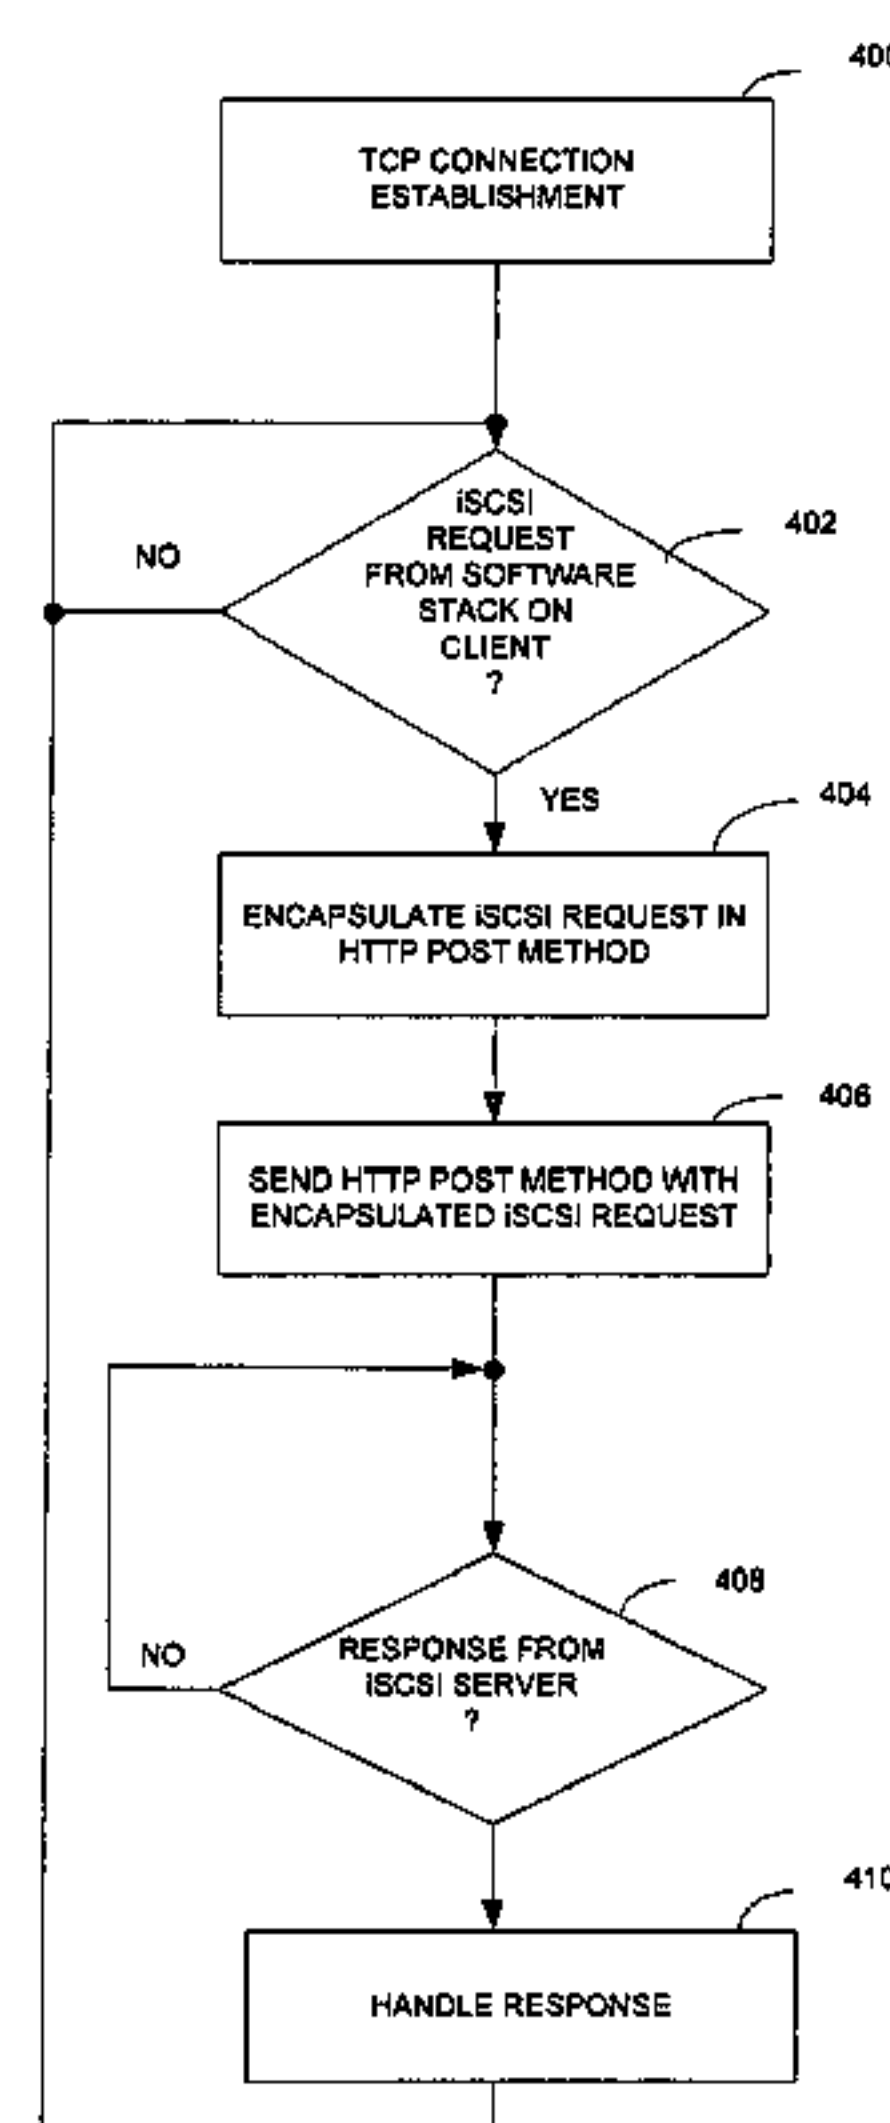 400
TCP CONNECTION
ESTABLISHMENT
iSCSI
REQUEST
FROM SOFTWARE
STACK ON
CLIENT
?
402
NO
YES
404
ENCAPSULATE iSCSI REQUEST IN
HTTP POST METHOD
406
SEND HTTP POST METHOD WITH
ENCAPSULATED iSCSI REQUEST
408
NO
RESPONSE FROM
iSCSI SERVER
?
410
HANDLE RESPONSE